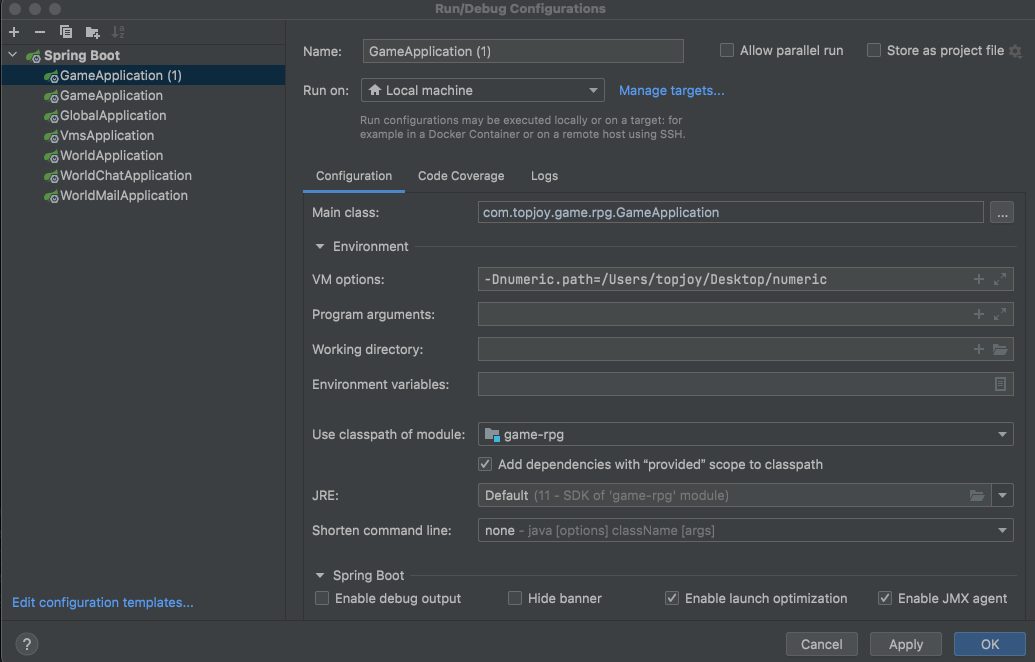 Run/Debug Configurations
Spring Boot
GameApplication (1)
GameApplication
GlobalApplication
VmsApplication
WorldApplication
WorldChatApplication
WorldMailApplication
Edit configuration templates...
Name: GameApplication (1) Allow parallel run Store as project file
Run on: Local machine Manage targets...
Run configurations may be executed locally or on a target: for
example in a Docker Container or on a remote host using SSH.
Configuration Code Coverage Logs
Main class: com.topjoy.game.rpg.GameApplication ...
Environment
VM options: -Dnumeric.path=/Users/topjoy/Desktop/numeric
Program arguments:
Working directory:
Environment variables:
Use classpath of module: game-rpg
Add dependencies with “provided” scope to classpath
JRE: Default (11 - SDK of 'game-rpg' module)
Shorten command line: none - java [options] className [args]
Spring Boot
Enable debug output Hide banner Enable launch optimization Enable JMX agent
? Cancel Apply OK